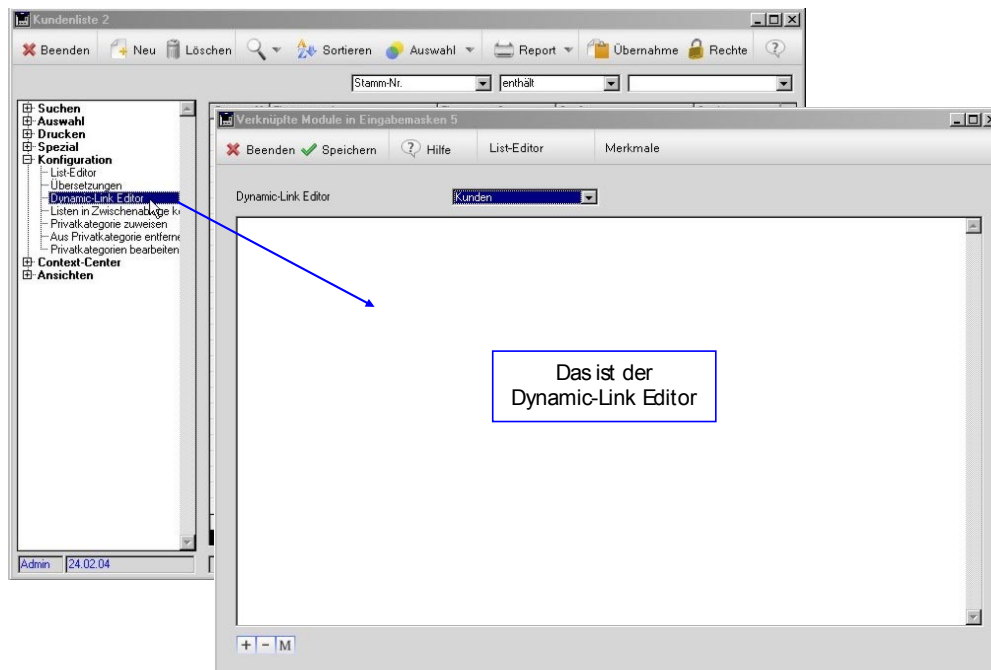 Kundenliste 2
Beenden Neu Löschen Sortieren Auswahl Report Übernahme Rechte
Stamm-Nr. enthält
Suchen
Auswahl
Drucken
Spezial
Konfiguration
List-Editor
Übersetzungen
Dynamic-Link Editor
Listen in Zwischenablage k
Privatkategorie zuweisen
Aus Privatkategorie entferne
Privatkategorien bearbeiten
Context-Center
Ansichten
Admin 24.02.04
Verknüpfte Module in Eingabemasken 5
Beenden Speichern Hilfe List-Editor Merkmale
Dynamic-Link Editor Kunden
Das ist der
Dynamic-Link Editor
+ - M